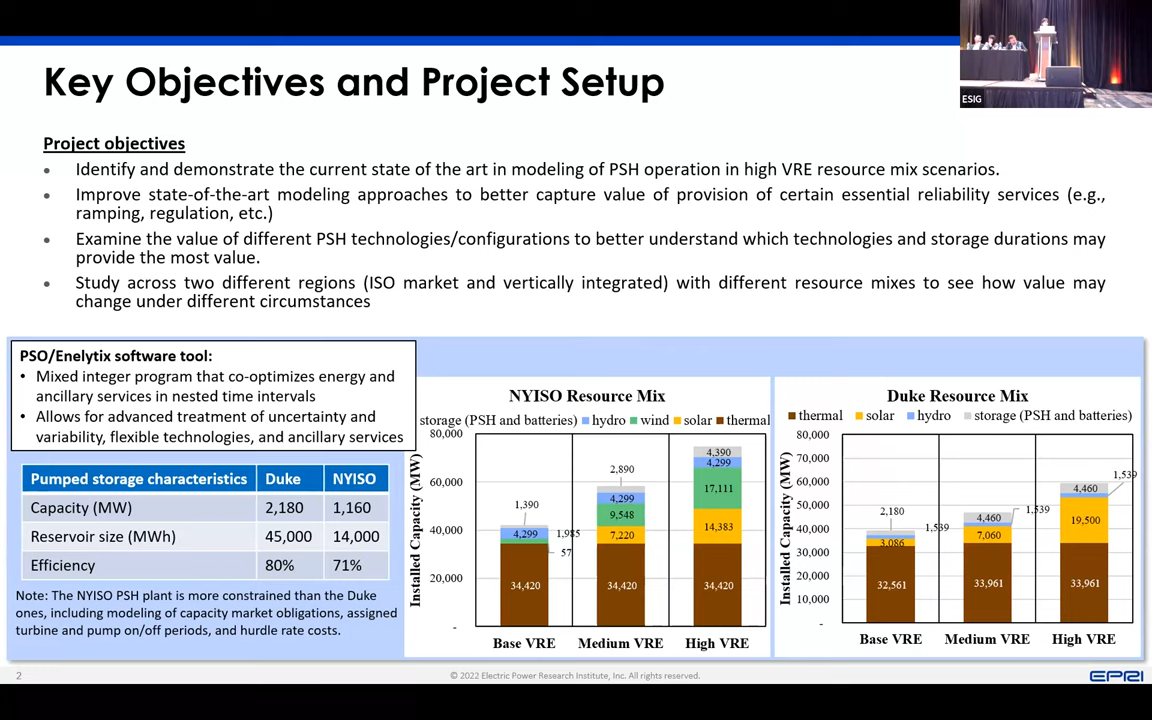 Key Objectives and Project Setup
ESIG
Project objectives
• Identify and demonstrate the current state of the art in modeling of PSH operation in high VRE resource mix scenarios.
• Improve state-of-the-art modeling approaches to better capture value of provision of certain essential reliability services (e.g.,
ramping, regulation, etc.)
• Examine the value of different PSH technologies/configurations to better understand which technologies and storage durations may
provide the most value.
• Study across two different regions (ISO market and vertically integrated) with different resource mixes to see how value may
change under different circumstances
PSO/Enelytix software tool:
• Mixed integer program that co-optimizes energy and
ancillary services in nested time intervals
• Allows for advanced treatment of uncertainty and
variability, flexible technologies, and ancillary services
Pumped storage characteristics Duke NYISO
Capacity (MW) 2,180 1,160
Reservoir size (MWh) 45,000 14,000
Efficiency 80% 71%
Note: The NYISO PSH plant is more constrained than the Duke
ones, including modeling of capacity market obligations, assigned
turbine and pump on/off periods, and hurdle rate costs.
NYISO Resource Mix
storage (PSH and batteries) hydro wind solar thermal
Installed Capacity (MW)
80,000
60,000
40,000
20,000
-
1,390
4,299 1,985
57
34,420
2,890
4,299
9,548
7,220
34,420
4,390
4,299
17,111
14,383
34,420
Base VRE Medium VRE High VRE
Duke Resource Mix
thermal solar hydro storage (PSH and batteries)
Installed Capacity (MW)
80,000
70,000
60,000
50,000
40,000
30,000
20,000
10,000
-
2,180
1,539
3,086
32,561
4,460
1,539
7,060
33,961
1,539
4,460
19,500
33,961
Base VRE Medium VRE High VRE
2
© 2022 Electric Power Research Institute, Inc. All rights reserved.
EPRI